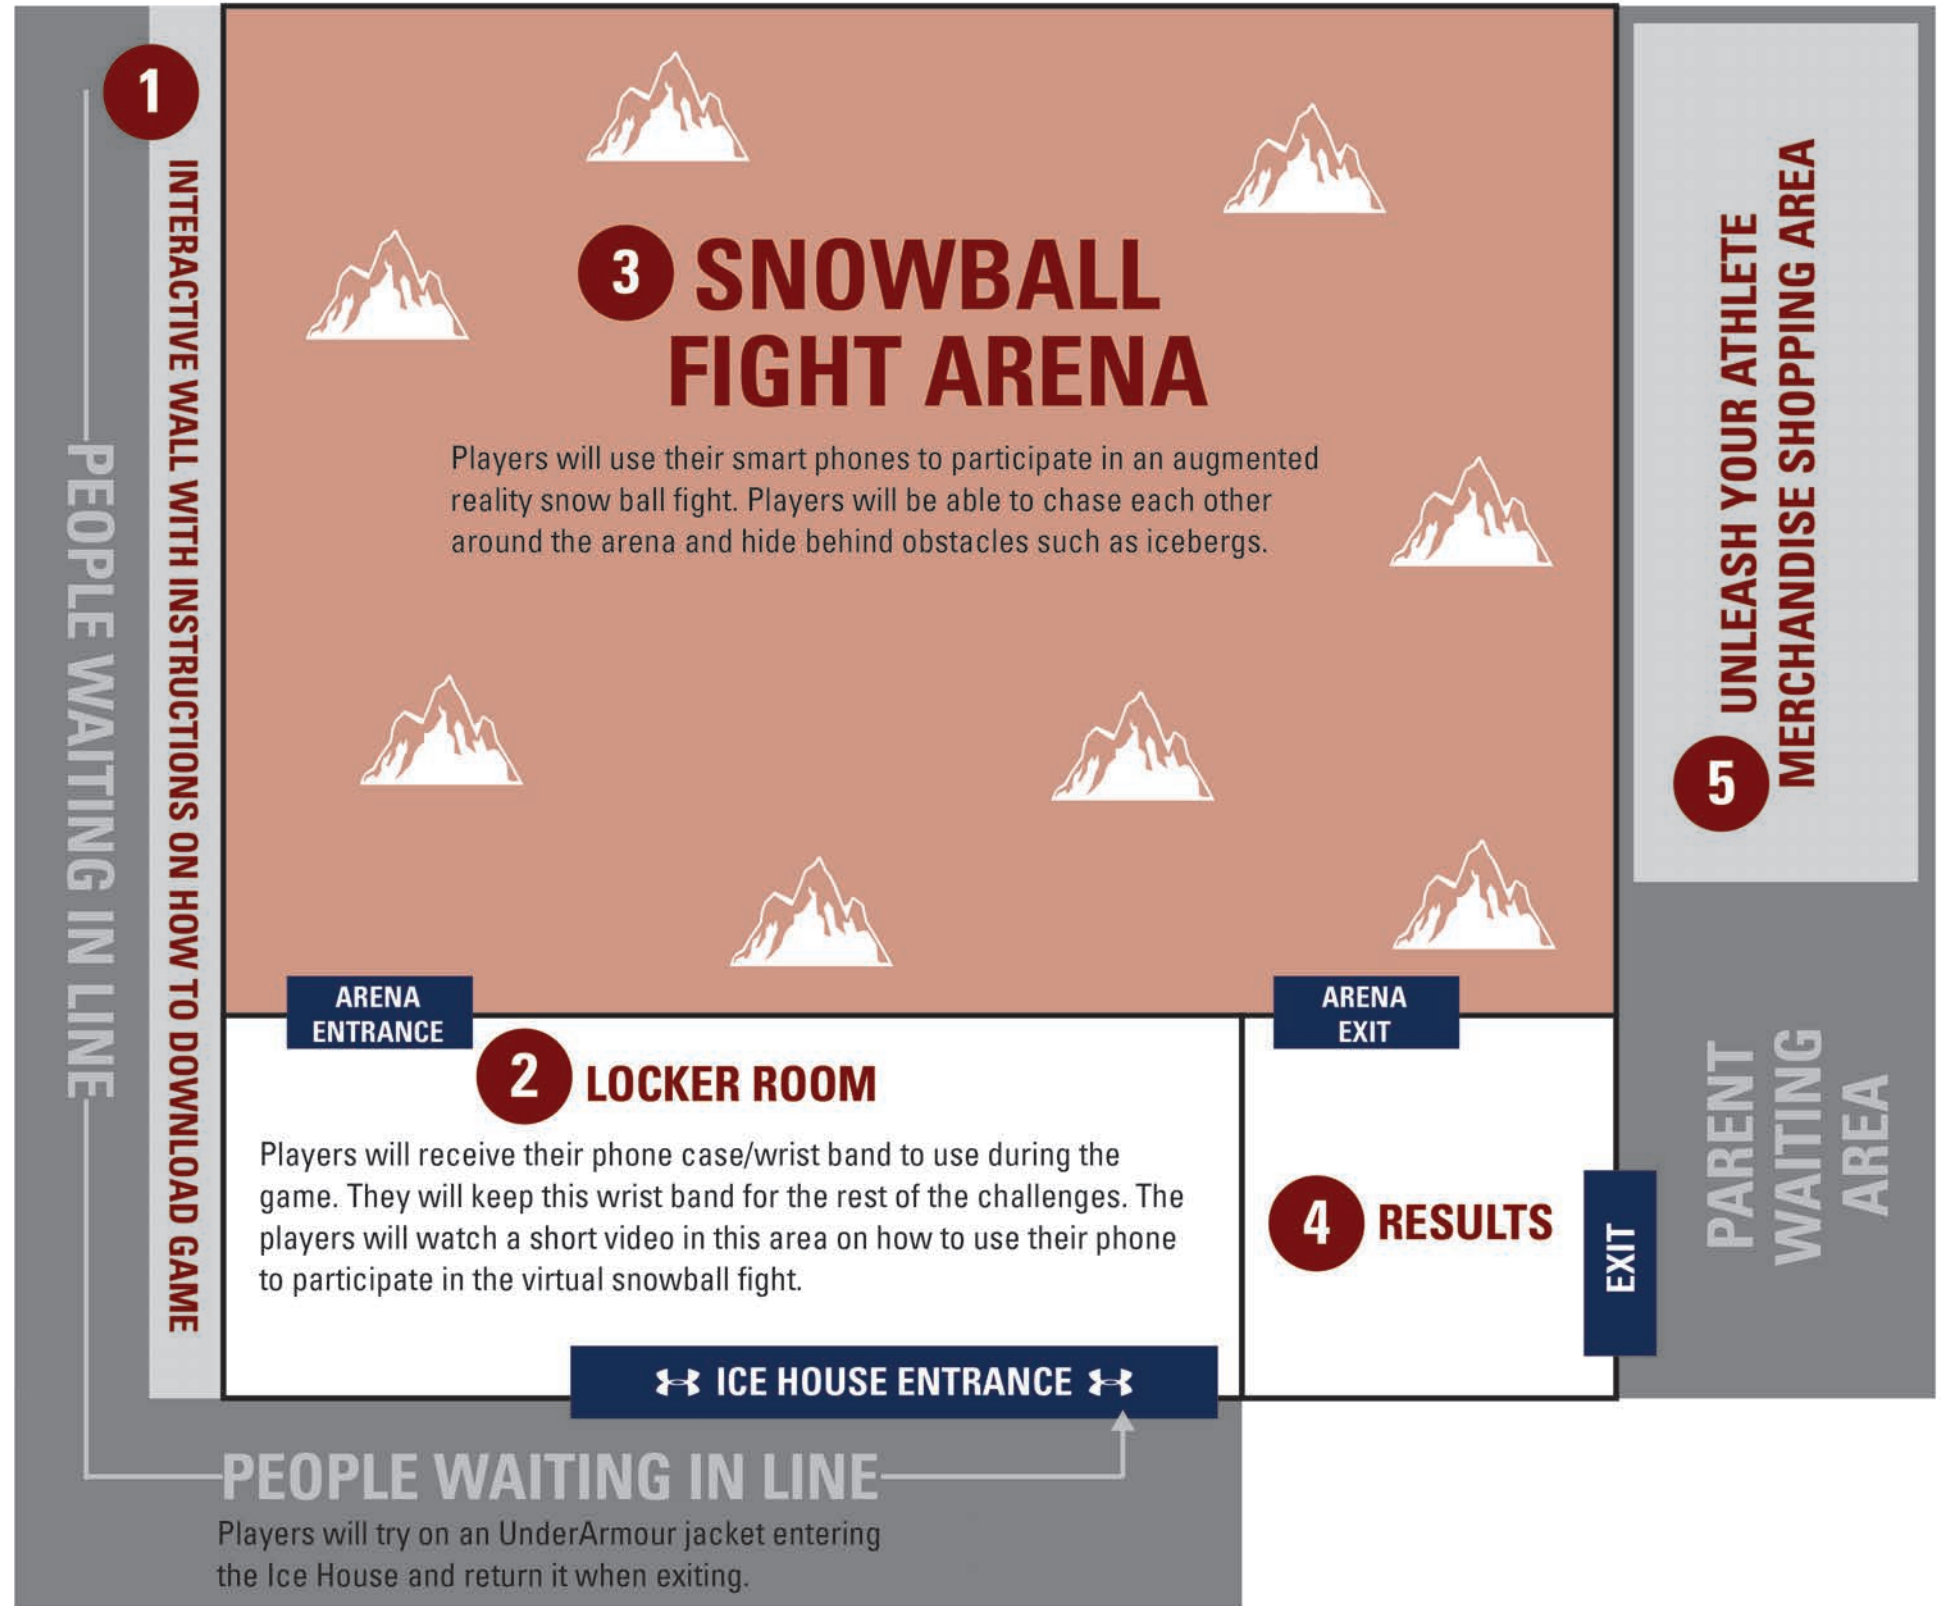 1
INTERACTIVE WALL WITH INSTRUCTIONS ON HOW TO DOWNLOAD GAME
PEOPLE WAITING IN LINE
3 SNOWBALL
FIGHT ARENA
Players will use their smart phones to participate in an augmented
reality snow ball fight. Players will be able to chase each other
around the arena and hide behind obstacles such as icebergs.
ARENA
ENTRANCE
ARENA
EXIT
2 LOCKER ROOM
Players will receive their phone case/wrist band to use during the
game. They will keep this wrist band for the rest of the challenges. The
players will watch a short video in this area on how to use their phone
to participate in the virtual snowball fight.
4 RESULTS
EXIT
ICE HOUSE ENTRANCE
PEOPLE WAITING IN LINE
Players will try on an UnderArmour jacket entering
the Ice House and return it when exiting.
5 UNLEASH YOUR ATHLETE
MERCHANDISE SHOPPING AREA
PARENT
WAITING
AREA